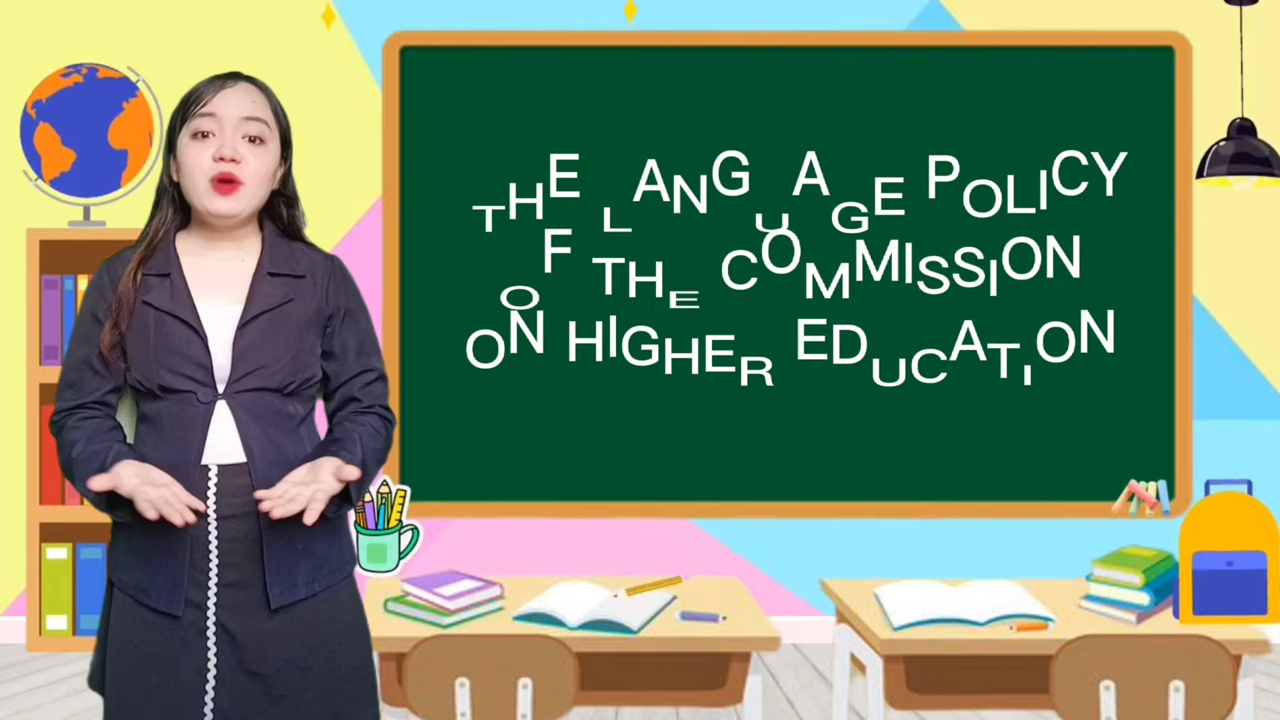 THE LANGUAGE POLICY
OF THE COMMISSION
ON HIGHER EDUCATION